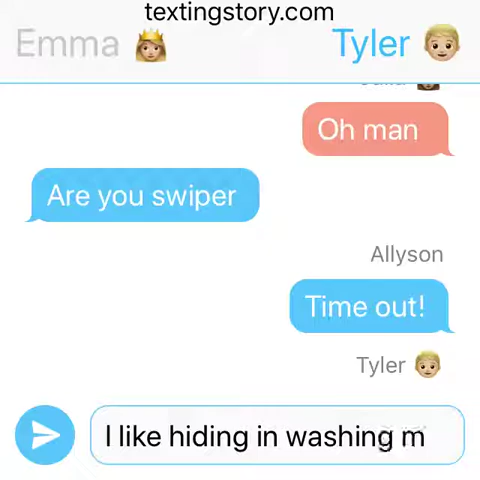 textingstory.com
Emma 👸🏼 Tyler 👦🏼
Oh man
Are you swiper
Allyson
Time out!
Tyler 👦🏼
I like hiding in washing m